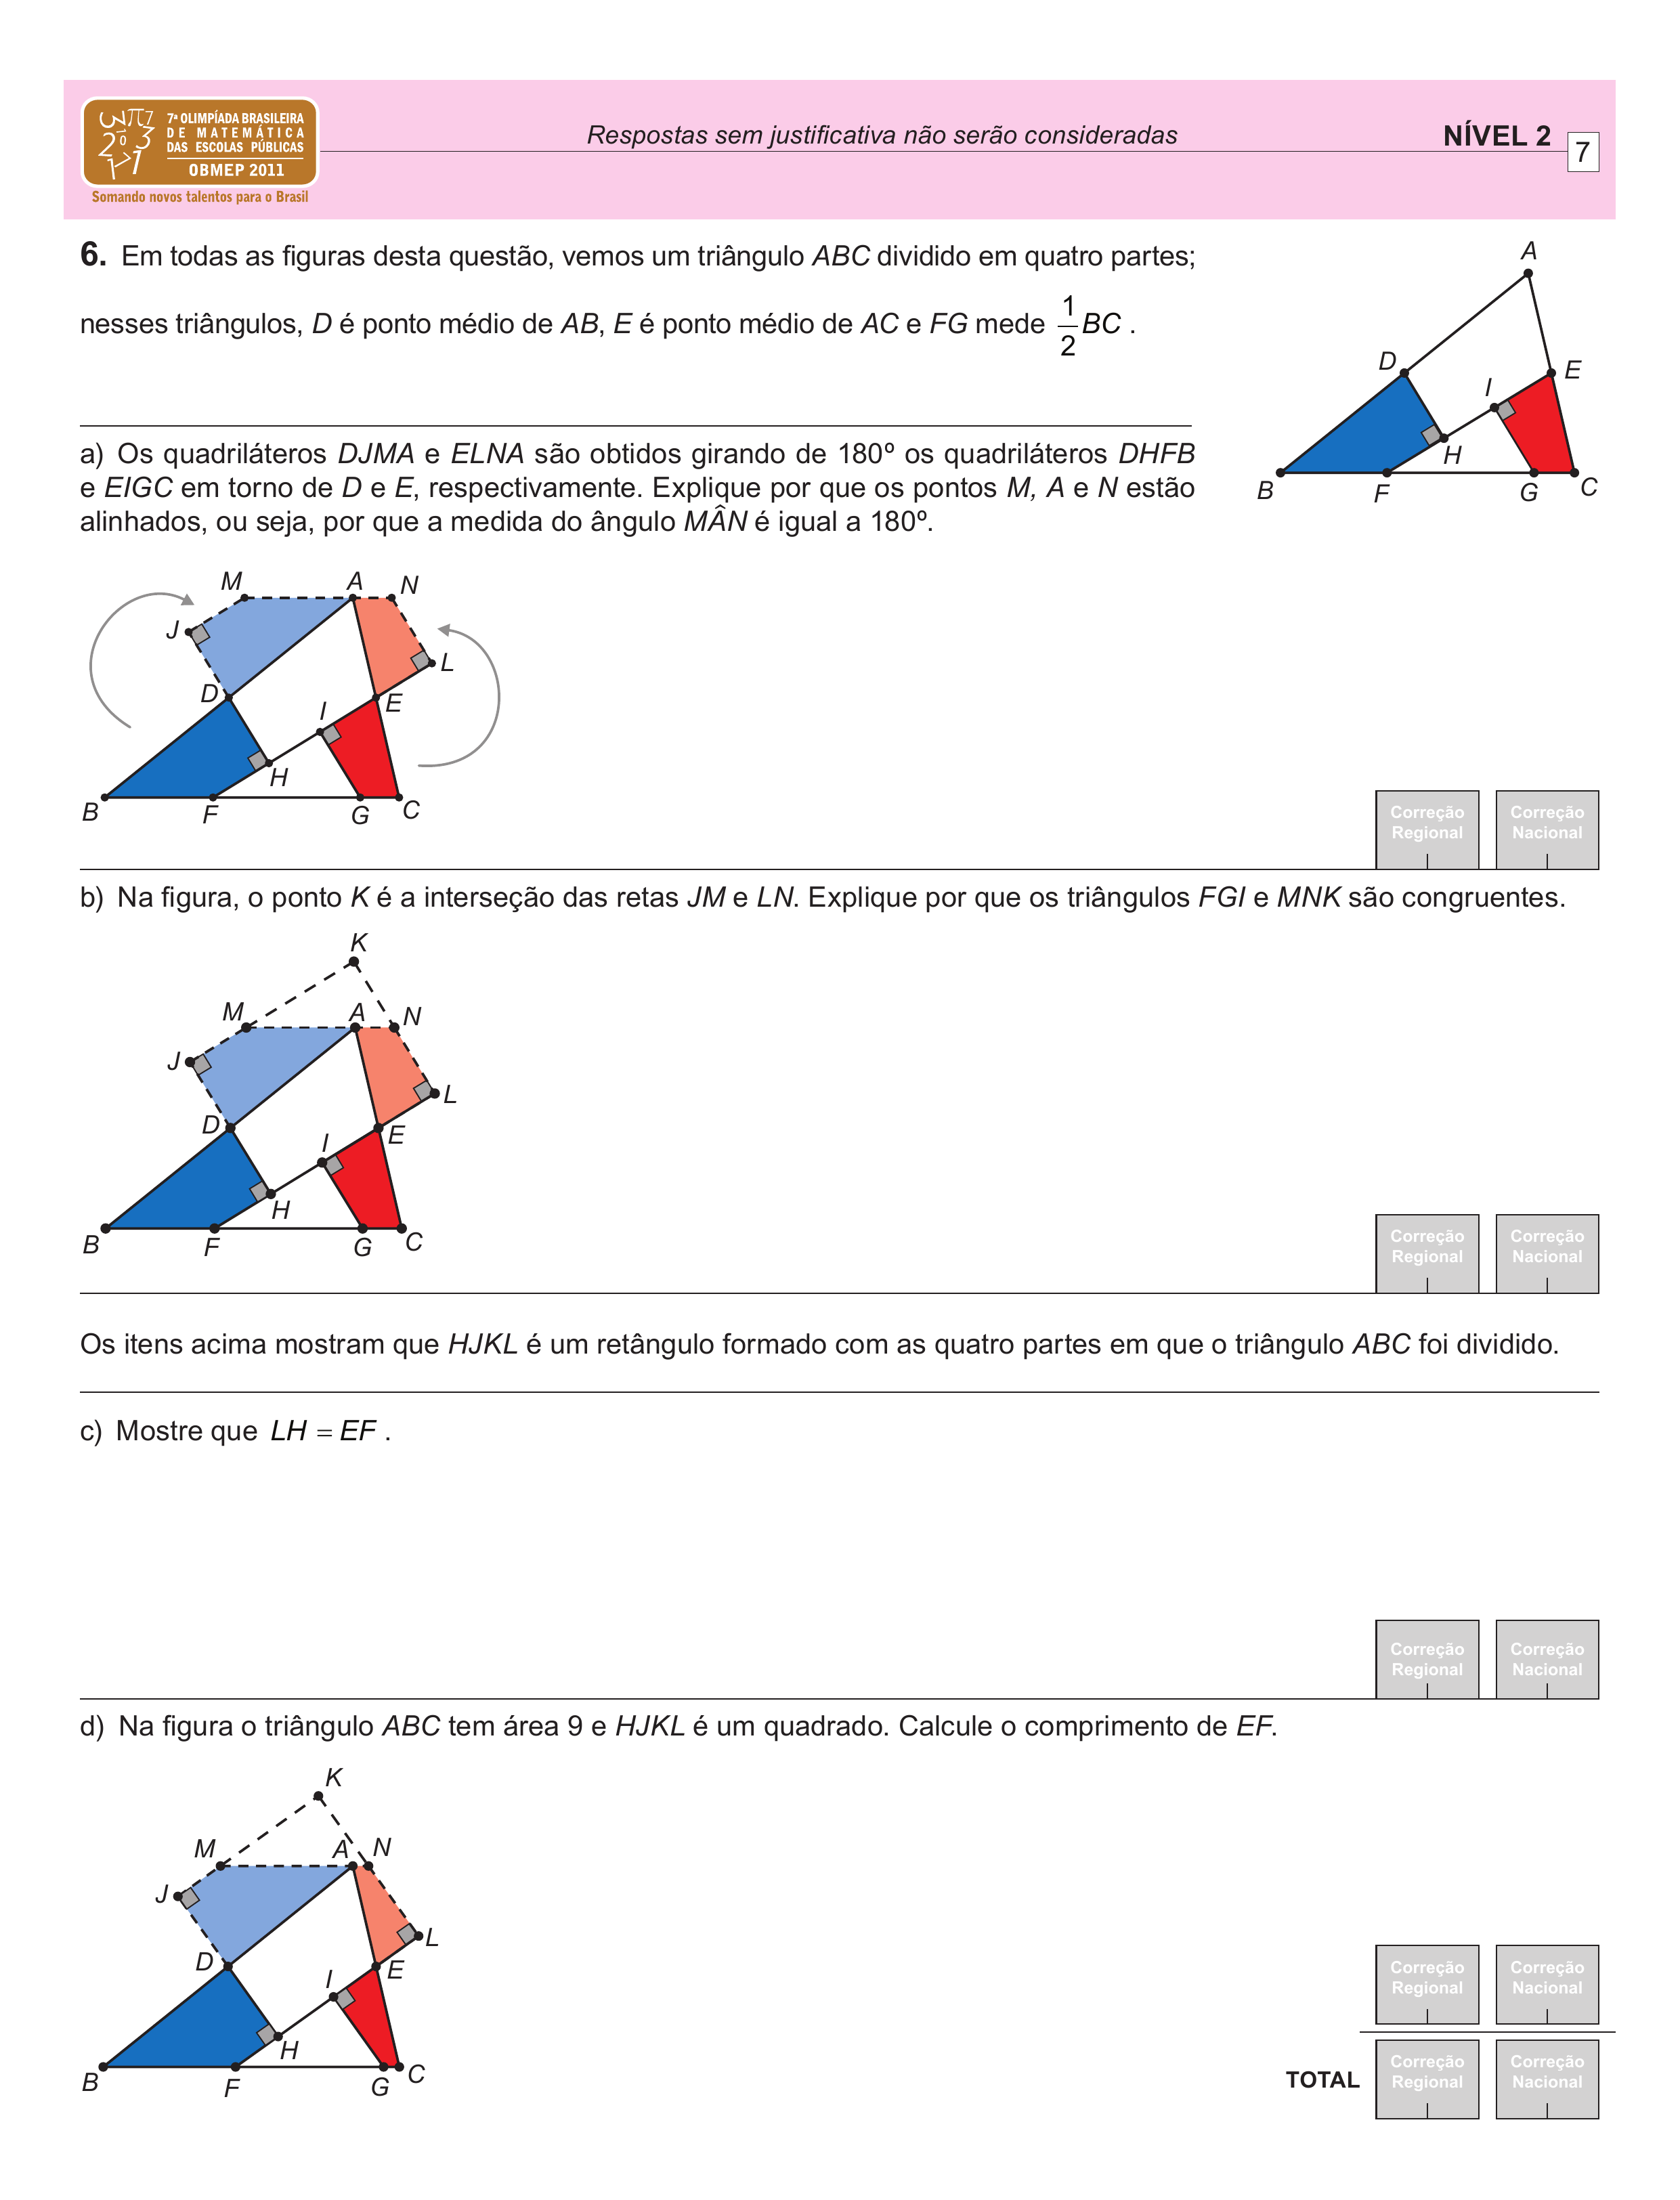 7ª OLIMPÍADA BRASILEIRA
DE MATEMÁTICA
DAS ESCOLAS PÚBLICAS
OBMEP 2011
Somando novos talentos para o Brasil
Respostas sem justificativa não serão consideradas
NÍVEL 2
7
6. Em todas as figuras desta questão, vemos um triângulo ABC dividido em quatro partes;
nesses triângulos, D é ponto médio de AB, E é ponto médio de AC e FG mede 1/2 BC .
A
D
E
I
H
B
F
G
C
a) Os quadriláteros DJMA e ELNA são obtidos girando de 180º os quadriláteros DHFB
e EIGC em torno de D e E, respectivamente. Explique por que os pontos M, A e N estão
alinhados, ou seja, por que a medida do ângulo MÂN é igual a 180º.
M
A
N
J
L
D
E
I
H
B
F
G
C
Correção
Regional
Correção
Nacional
b) Na figura, o ponto K é a interseção das retas JM e LN. Explique por que os triângulos FGI e MNK são congruentes.
K
M
A
N
J
L
D
E
I
H
B
F
G
C
Correção
Regional
Correção
Nacional
Os itens acima mostram que HJKL é um retângulo formado com as quatro partes em que o triângulo ABC foi dividido.
c) Mostre que LH = EF .
Correção
Regional
Correção
Nacional
d) Na figura o triângulo ABC tem área 9 e HJKL é um quadrado. Calcule o comprimento de EF.
K
M
A
N
J
L
D
E
I
H
B
F
G
C
Correção
Regional
Correção
Nacional
TOTAL
Correção
Regional
Correção
Nacional